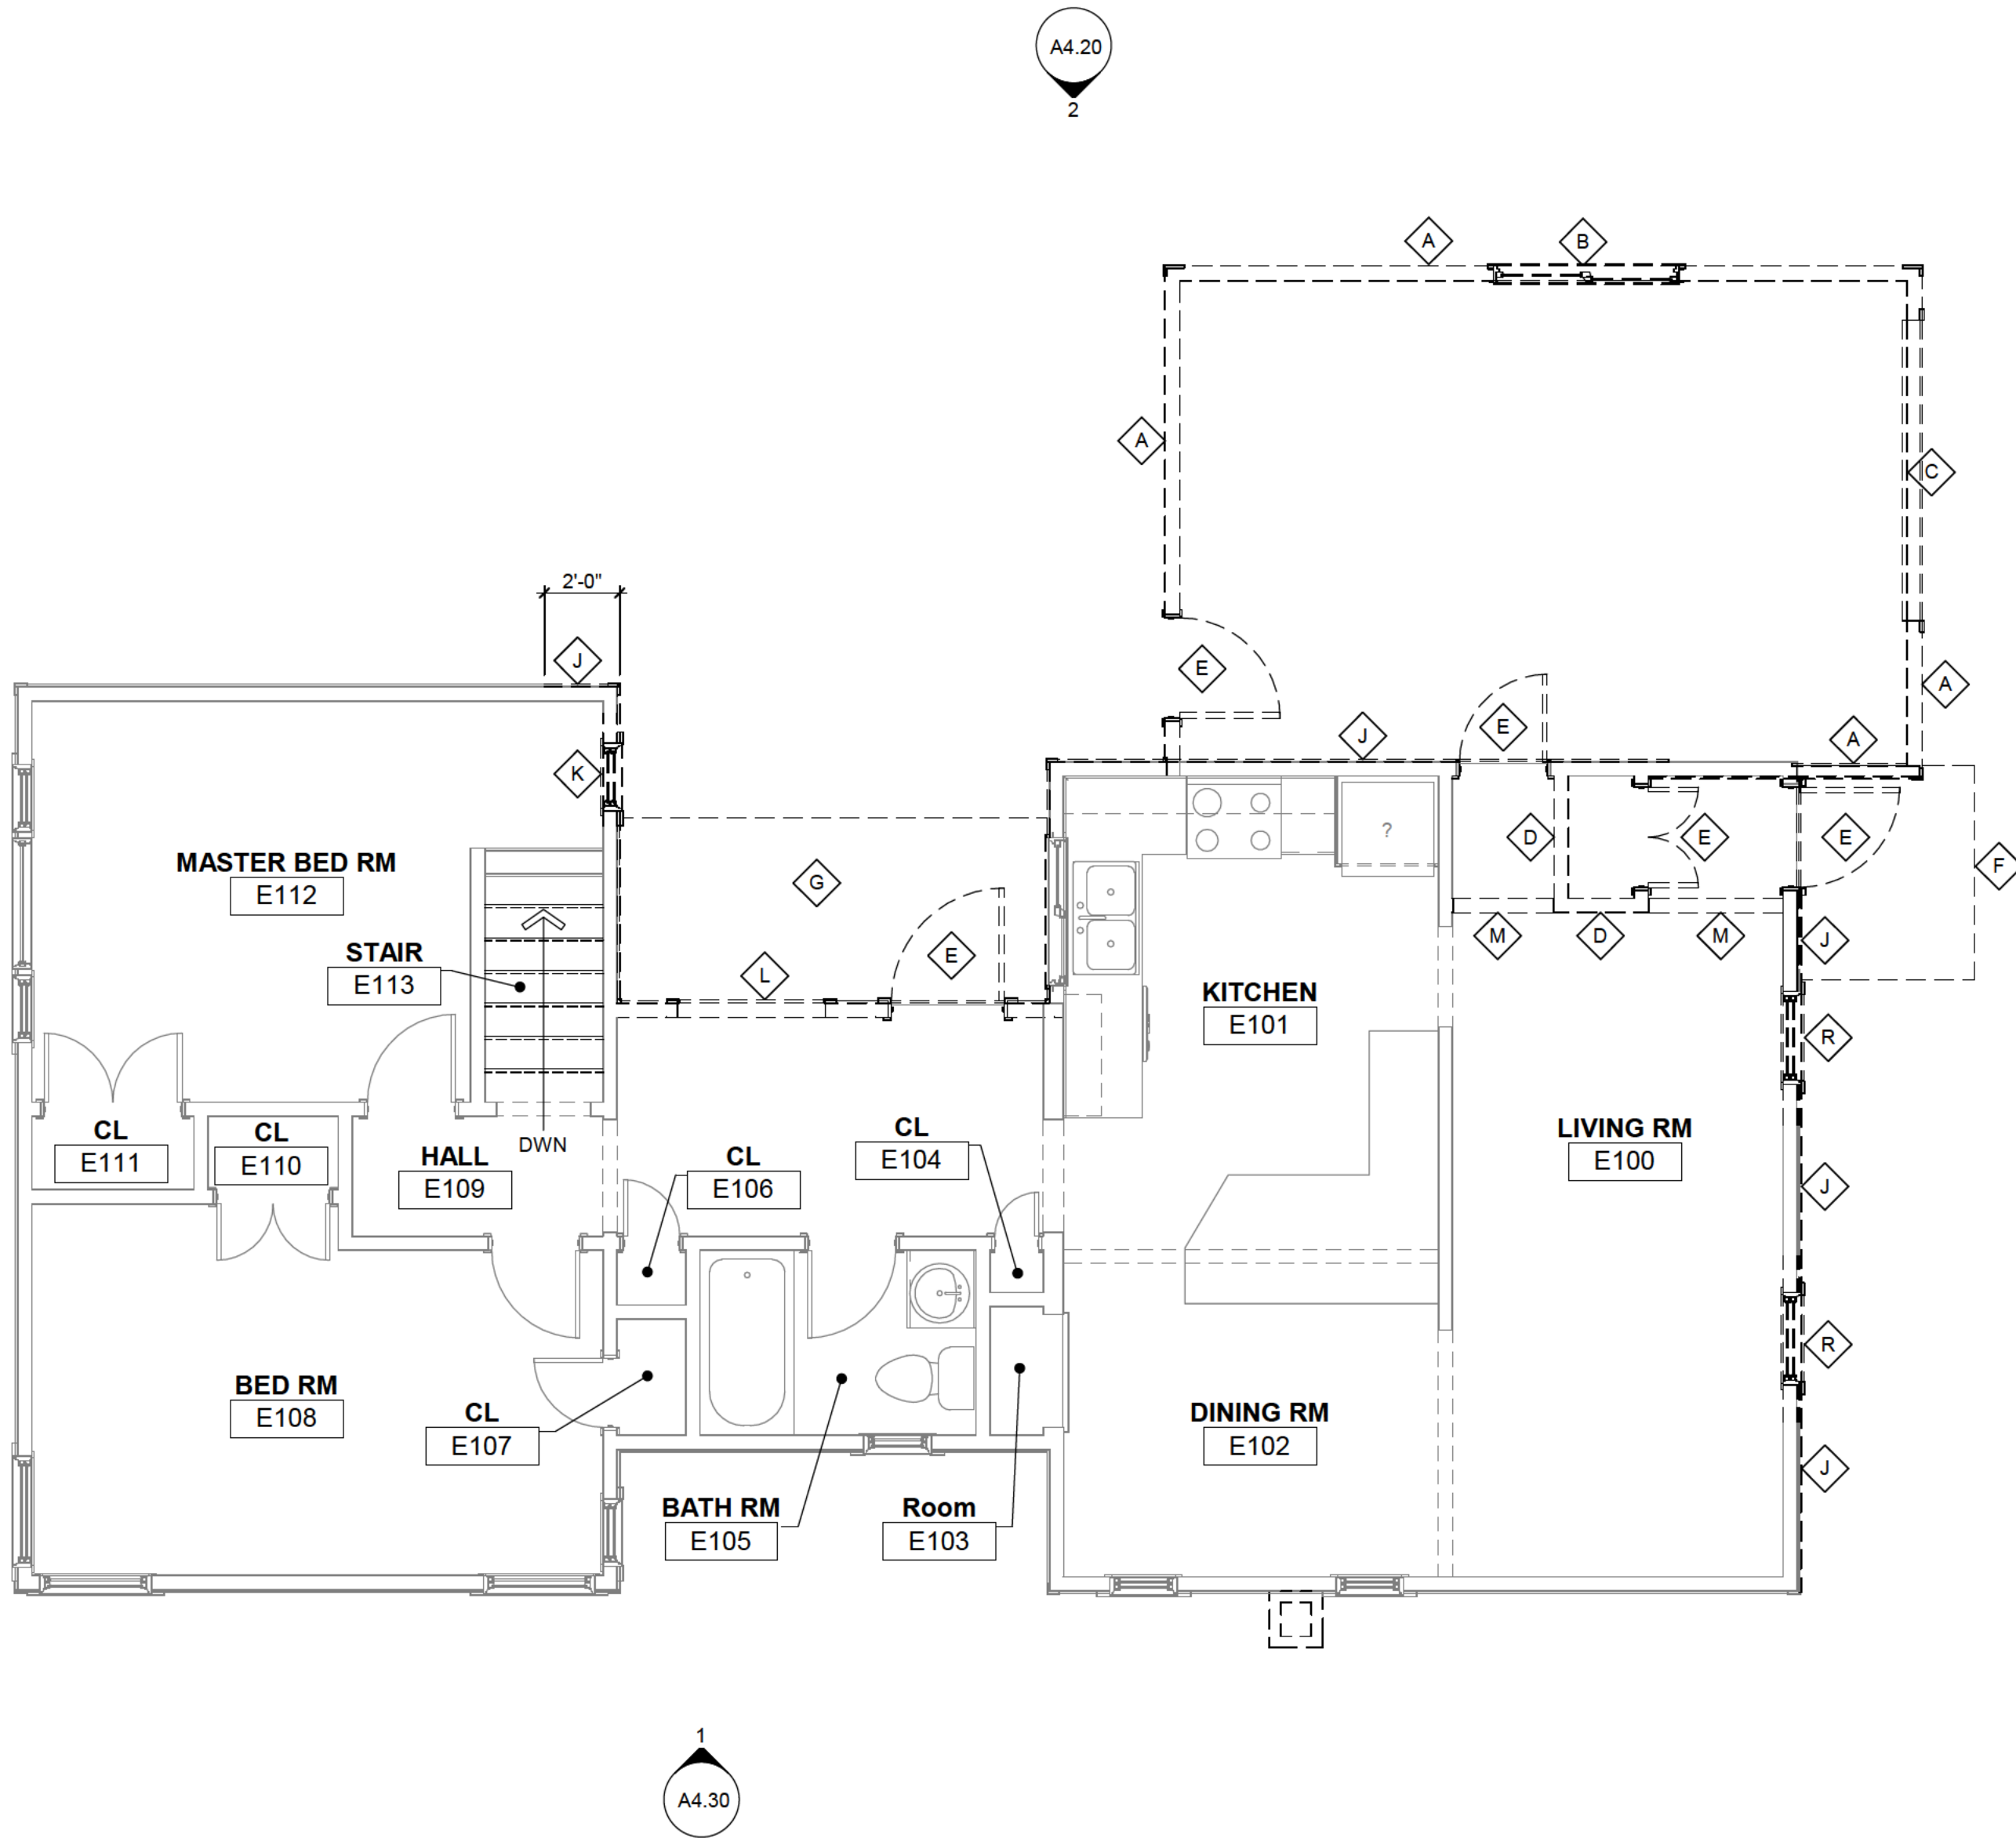 A4.20
2
A
B
A
C
2'-0"
J
E
A
J
E
A
K
MASTER BED RM
E112
G
?
D
E
E
F
STAIR
E113
L
E
M
D
M
J
KITCHEN
E101
R
CL
E111
CL
E110
HALL
E109
DWN
CL
E106
CL
E104
LIVING RM
E100
J
R
BED RM
E108
CL
E107
DINING RM
E102
J
BATH RM
E105
Room
E103
1
A4.30